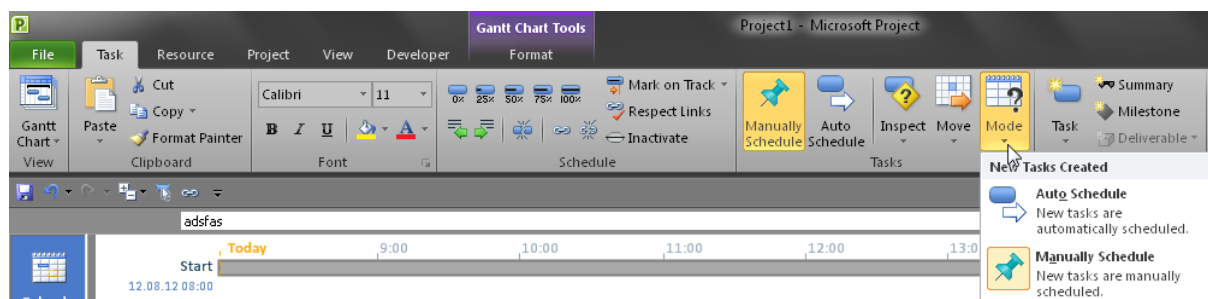 P
Gantt Chart Tools
Project1 - Microsoft Project
File Task Resource Project View Developer Format
Cut
Copy
Format Painter
Gantt Chart
Paste
Calibri 11
B I U A
0% 25% 50% 75% 100%
Mark on Track
Respect Links
Inactivate
Manually Schedule
Auto Schedule
Inspect
Move
Mode
Task
Summary
Milestone
Deliverable
View Clipboard Font Schedule Tasks
New Tasks Created
Auto Schedule
New tasks are
automatically scheduled.
Manually Schedule
New tasks are manually
scheduled.
adsfas
Today 9:00 10:00 11:00 12:00 13:0
Start
12.08.12 08:00